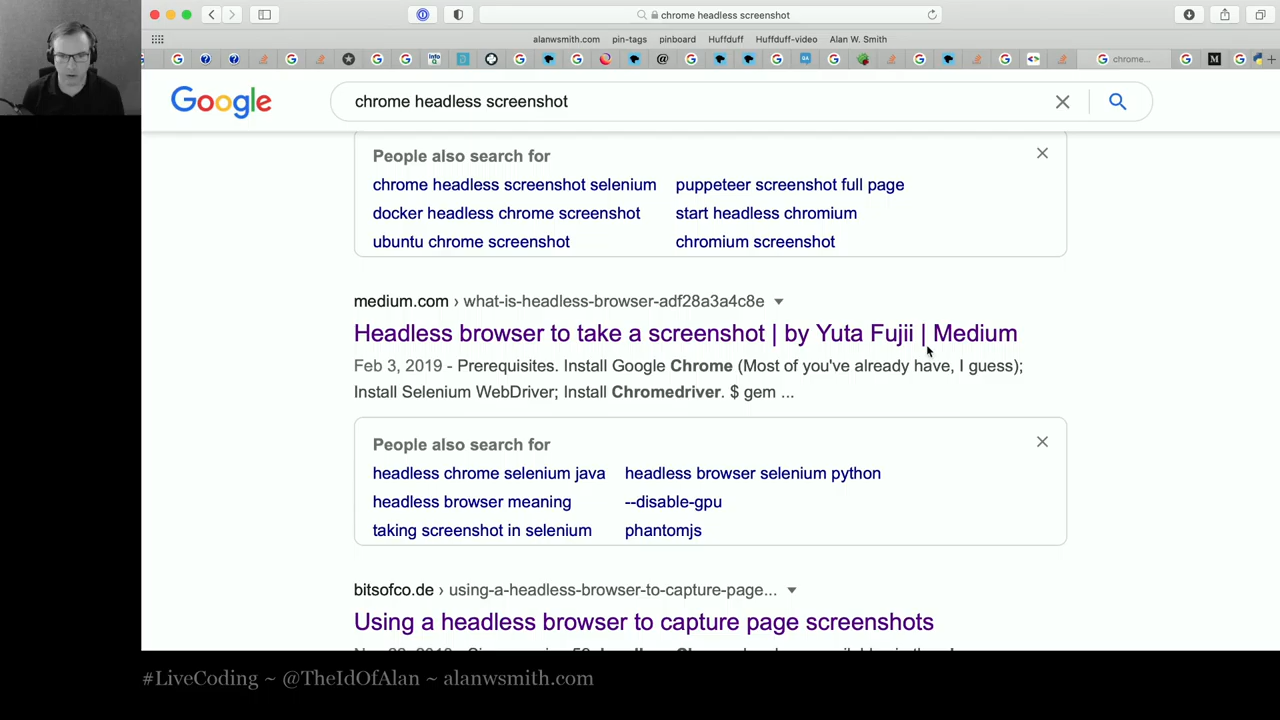 chrome headless screenshot
alanwsmith.com pin-tags pinboard Huffduff Huffduff-video Alan W. Smith
chrome...
Google
chrome headless screenshot
People also search for
chrome headless screenshot selenium puppeteer screenshot full page
docker headless chrome screenshot start headless chromium
ubuntu chrome screenshot chromium screenshot
medium.com › what-is-headless-browser-adf28a3a4c8e
Headless browser to take a screenshot | by Yuta Fujii | Medium
Feb 3, 2019 - Prerequisites. Install Google Chrome (Most of you've already have, I guess);
Install Selenium WebDriver; Install Chromedriver. $ gem ...
People also search for
headless chrome selenium java headless browser selenium python
headless browser meaning --disable-gpu
taking screenshot in selenium phantomjs
bitsofco.de › using-a-headless-browser-to-capture-page...
Using a headless browser to capture page screenshots
#LiveCoding ~ @TheIdOfAlan ~ alanwsmith.com